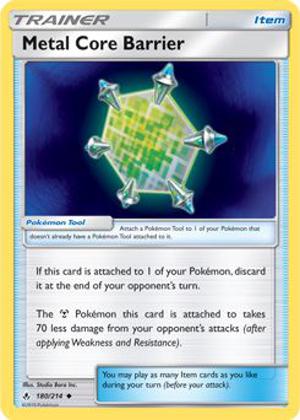 TRAINER Item
Metal Core Barrier
Pokémon Tool
Attach a Pokémon Tool to 1 of your Pokémon that
doesn't already have a Pokémon Tool attached to it.
If this card is attached to 1 of your Pokémon, discard
it at the end of your opponent's turn.
The Pokémon this card is attached to takes
70 less damage from your opponent's attacks (after
applying Weakness and Resistance).
Illus. Studio Bora Inc.
180/214
©2019 Pokémon
You may play as many Item cards as you like
during your turn (before your attack).